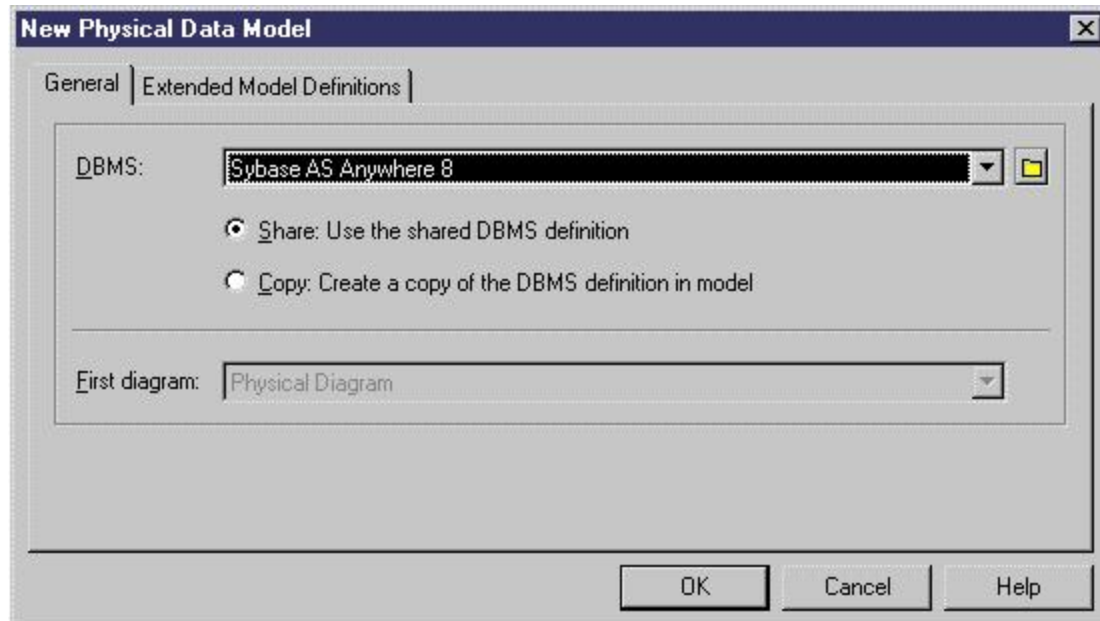 New Physical Data Model
General Extended Model Definitions
DBMS: Sybase AS Anywhere 8
Share: Use the shared DBMS definition
Copy: Create a copy of the DBMS definition in model
First diagram: Physical Diagram
OK Cancel Help